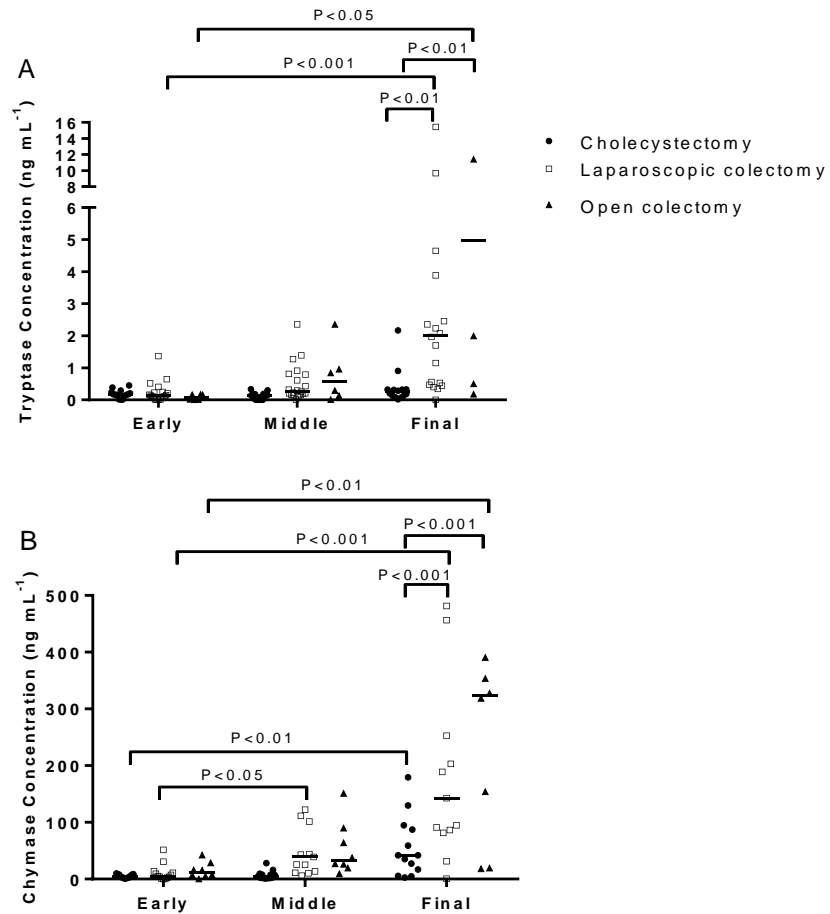 P<0.05
A
P<0.01
P<0.001
P<0.01
Tryptase Concentration (ng mL-1)
16
14
12
10
8
6
4
3
2
1
0
Early Middle Final
Cholecystectomy
Laparoscopic colectomy
Open colectomy
P<0.01
B
P<0.001
P<0.001
P<0.001
Chymase Concentration (ng mL-1)
500
400
300
200
100
0
P<0.01
P<0.05
Early Middle Final